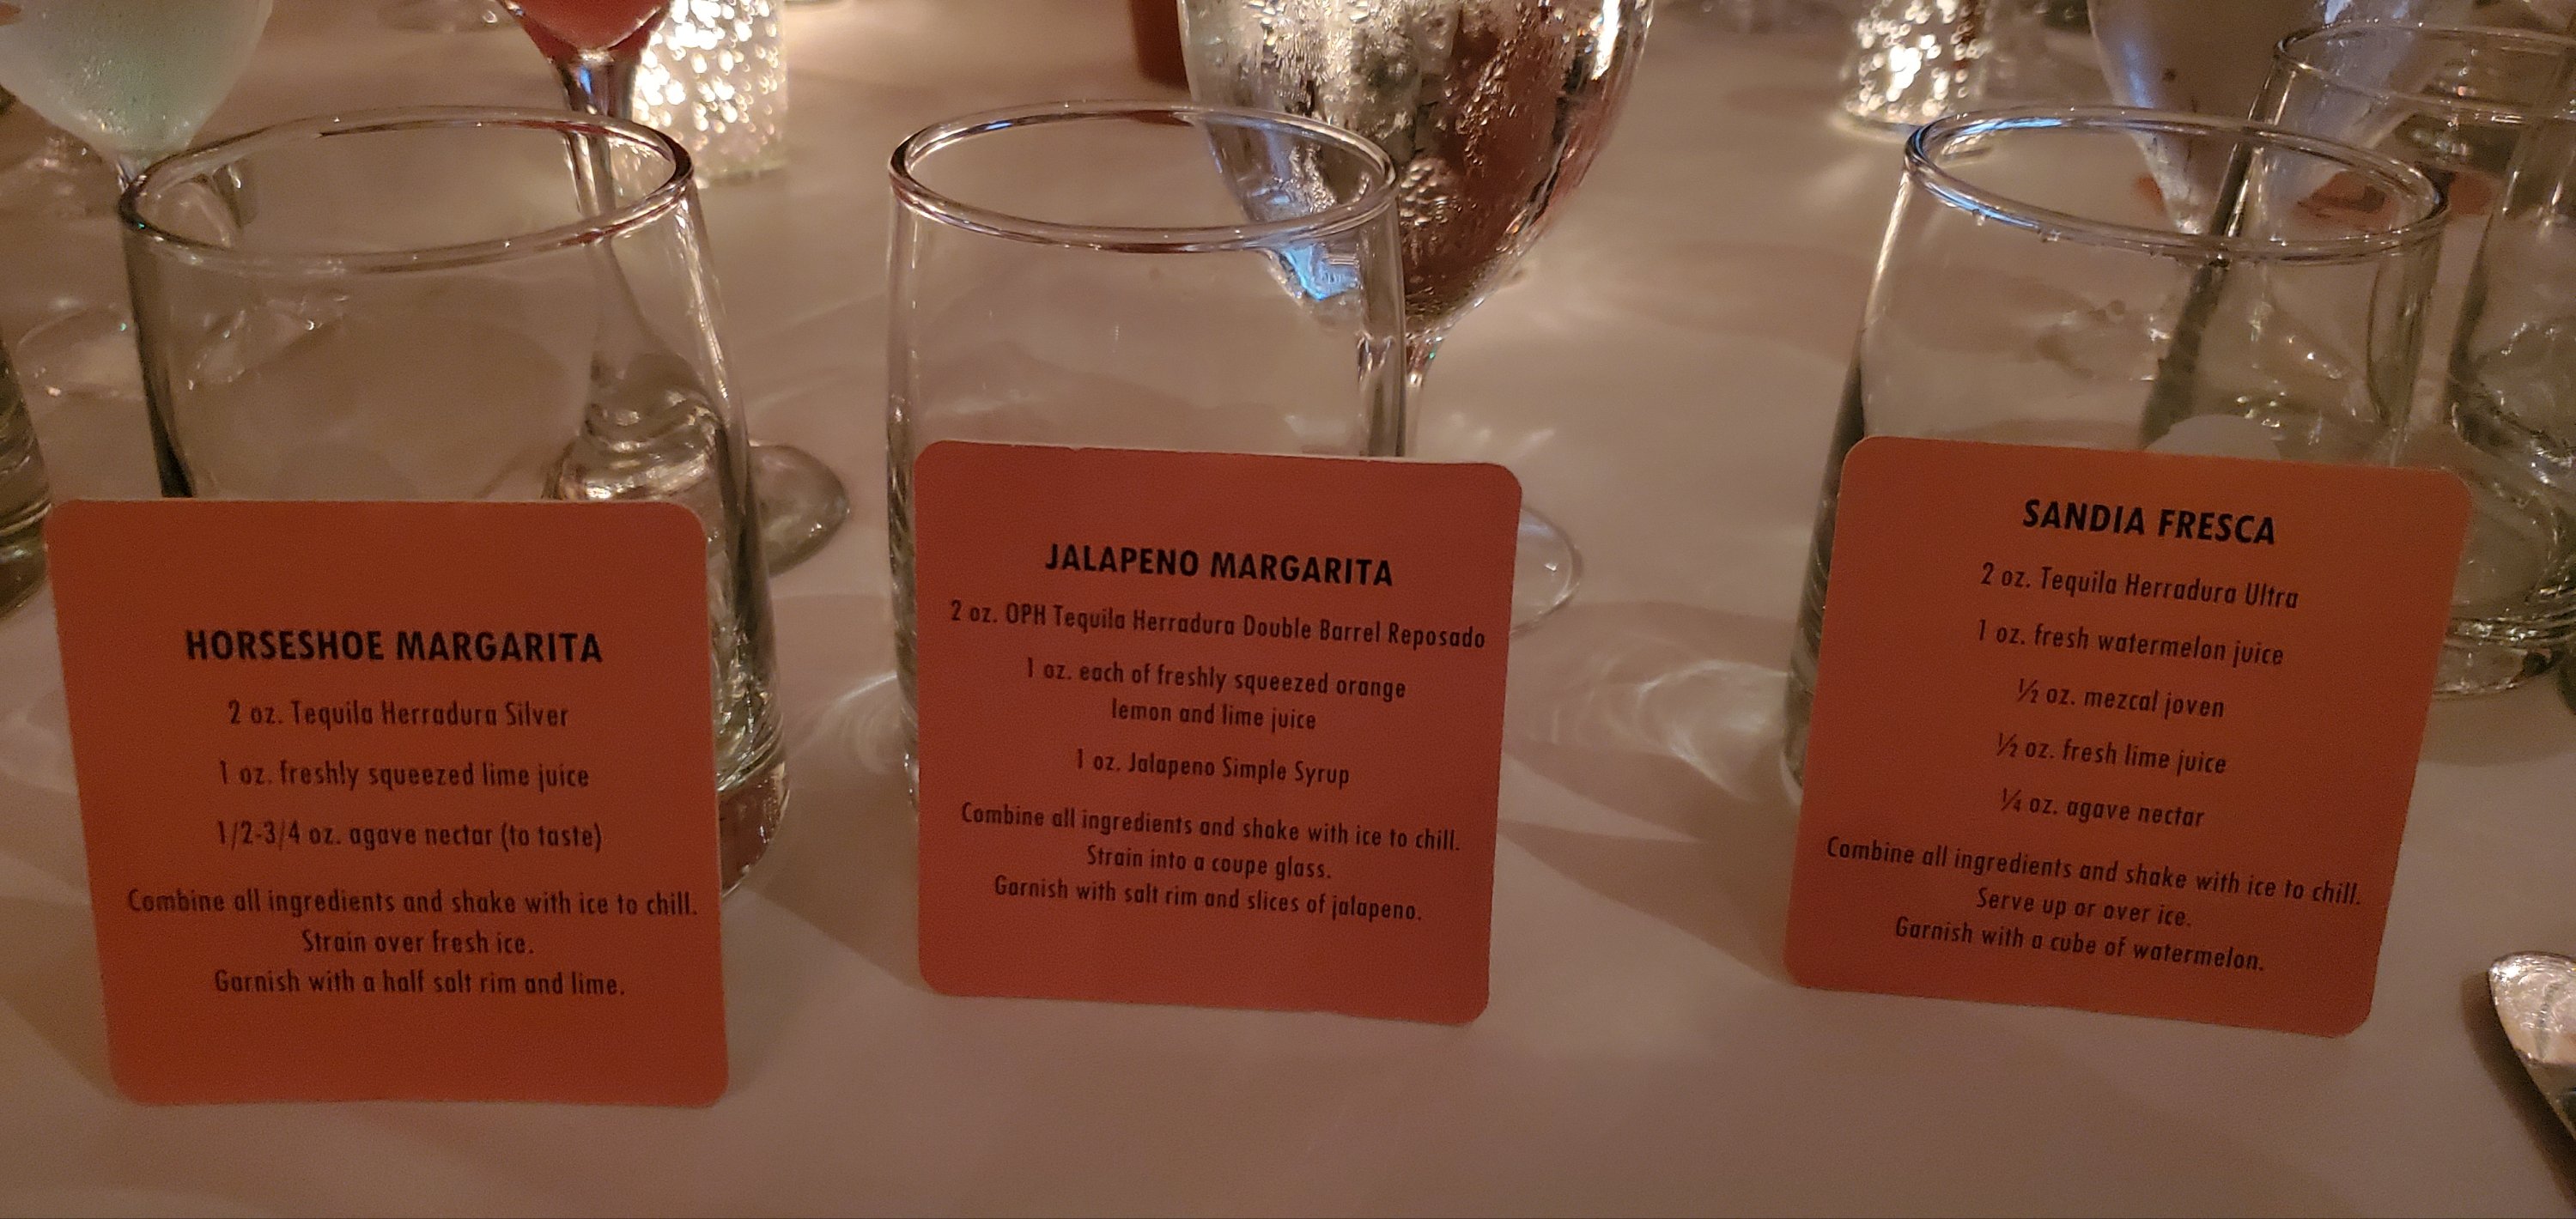 HORSESHOE MARGARITA
2 oz. Tequila Herradura Silver
1 oz. freshly squeezed lime juice
1/2-3/4 oz. agave nectar (to taste)
Combine all ingredients and shake with ice to chill.
Strain over fresh ice.
Garnish with a half salt rim and lime.
JALAPENO MARGARITA
2 oz. OPH Tequila Herradura Double Barrel Reposado
1 oz. each of freshly squeezed orange
lemon and lime juice
1 oz. Jalapeno Simple Syrup
Combine all ingredients and shake with ice to chill.
Strain into a coupe glass.
Garnish with salt rim and slices of jalapeno.
SANDIA FRESCA
2 oz. Tequila Herradura Ultra
1 oz. fresh watermelon juice
½ oz. mezcal joven
½ oz. fresh lime juice
¼ oz. agave nectar
Combine all ingredients and shake with ice to chill.
Serve up or over ice.
Garnish with a cube of watermelon.